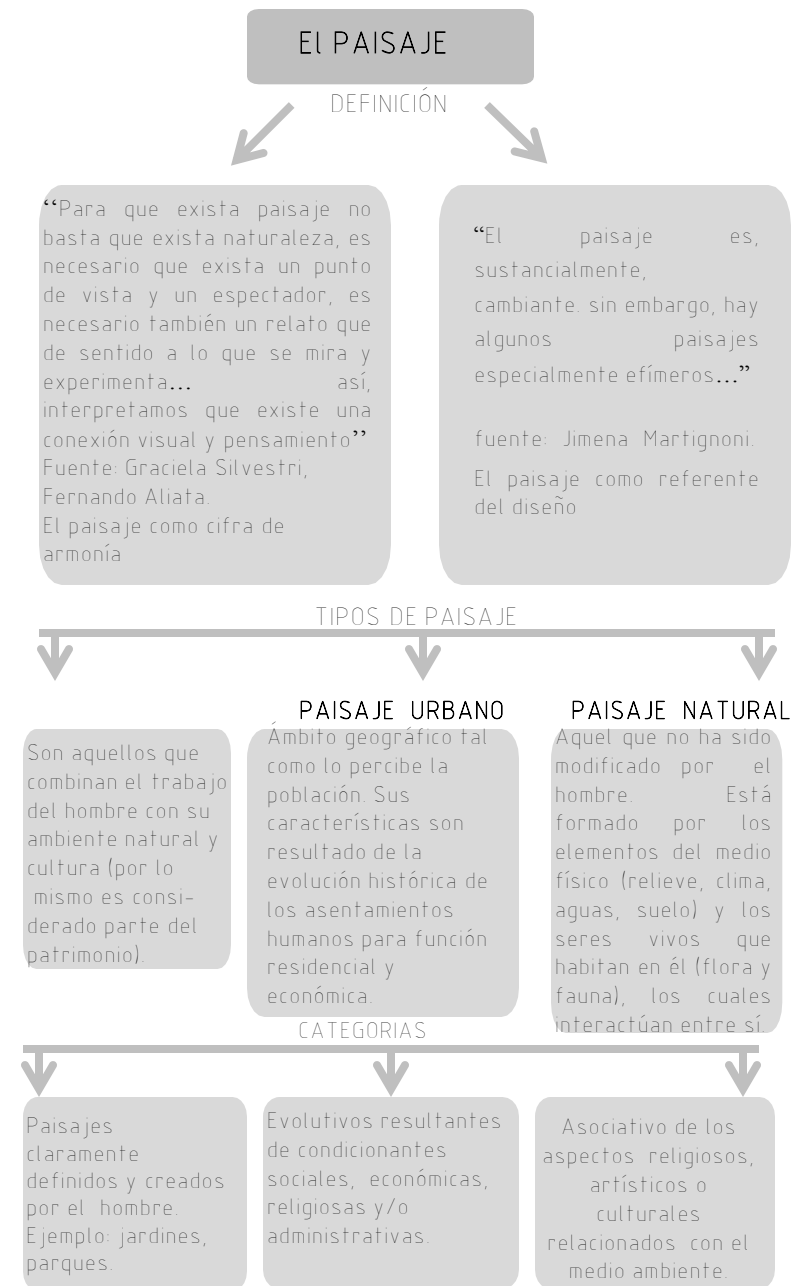 El PAISAJE
DEFINICIÓN
“Para que exista paisaje no
basta que exista naturaleza, es
necesario que exista un punto
de vista y un espectador, es
necesario también un relato que
de sentido a lo que se mira y
experimenta... así,
interpretamos que existe una
conexión visual y pensamiento”
Fuente: Graciela Silvestri,
Fernando Aliata.
El paisaje como cifra de
armonía
“El paisaje es,
sustancialmente,
cambiante. sin embargo, hay
algunos paisajes
especialmente efímeros...”
fuente: Jimena Martignoni.
El paisaje como referente
del diseño
TIPOS DE PAISAJE
Son aquellos que
combinan el trabajo
del hombre con su
ambiente natural y
cultura (por lo
mismo es consi-
derado parte del
patrimonio).
PAISAJE URBANO
Ámbito geográfico tal
como lo percibe la
población. Sus
características son
resultado de la
evolución histórica de
los asentamientos
humanos para función
residencial y
económica.
PAISAJE NATURAL
Aquel que no ha sido
modificado por el
hombre. Está
formado por los
elementos del medio
físico (relieve, clima,
aguas, suelo) y los
seres vivos que
habitan en él (flora y
fauna), los cuales
interactúan entre sí.
CATEGORIAS
Paisajes
claramente
definidos y creados
por el hombre.
Ejemplo: jardines,
parques.
Evolutivos resultantes
de condicionantes
sociales, económicas,
religiosas y/o
administrativas.
Asociativo de los
aspectos religiosos,
artísticos o
culturales
relacionados con el
medio ambiente.